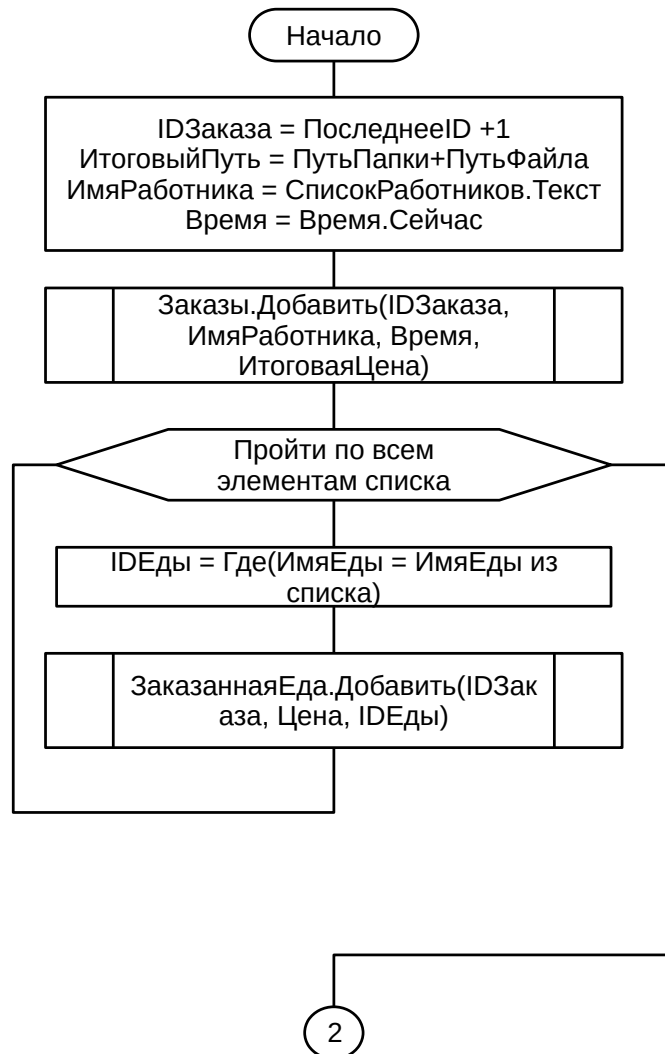 Начало
IDЗаказа = ПоследнееID +1
ИтоговыйПуть = ПутьПапки+ПутьФайла
ИмяРаботника = СписокРаботников.Текст
Время = Время.Сейчас
Заказы.Добавить(IDЗаказа,
ИмяРаботника, Время,
ИтоговаяЦена)
Пройти по всем
элементам списка
IDЕды = Где(ИмяЕды = ИмяЕды из
списка)
ЗаказаннаяЕда.Добавить(IDЗак
аза, Цена, IDЕды)
2